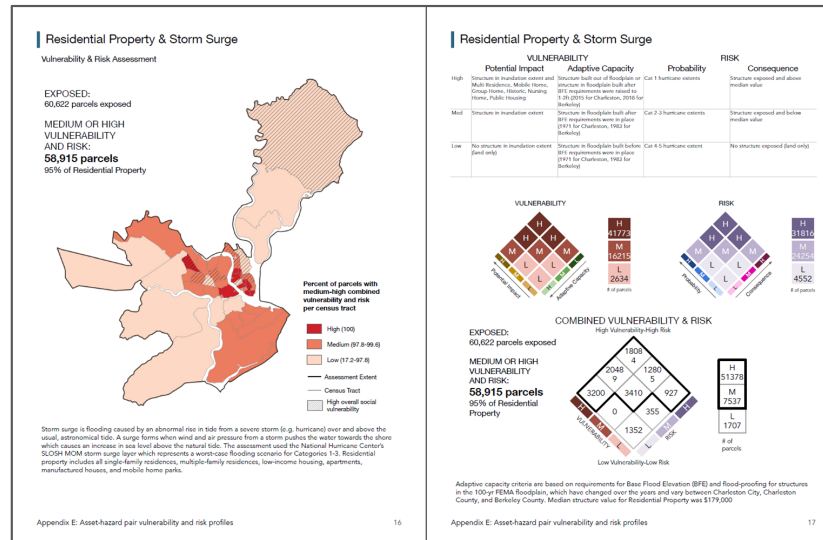 Residential Property & Storm Surge
Vulnerability & Risk Assessment
EXPOSED:
60,622 parcels exposed
MEDIUM OR HIGH
VULNERABILITY
AND RISK:
58,915 parcels
95% of Residential Property
Percent of parcels with
medium-high combined
vulnerability and risk
per census tract
High (100)
Medium (97.8-99.6)
Low (17.2-97.8)
Assessment Extent
Census Tract
High overall social
vulnerability
Storm surge is flooding caused by an abnormal rise in tide from a severe storm (e.g. hurricane) over and above the
usual, astronomical tide. A surge forms when wind and air pressure from a storm pushes the water towards the shore
which causes an increase in sea level above the natural tide. The assessment used the National Hurricane Center's
SLOSH MOM storm surge layer which represents a worst-case flooding scenario for Categories 1-3. Residential
property includes all single-family residences, multiple-family residences, low-income housing, apartments,
manufactured houses, and mobile home parks.
Appendix E: Asset-hazard pair vulnerability and risk profiles
16
Residential Property & Storm Surge
VULNERABILITY
RISK
Potential Impact
Adaptive Capacity
Probability
Consequence
High
Structure in inundation extent and
Multi Residence, Mobile Home,
Group Home, Historic, Nursing
Home, Public Housing
Structure built out of floodplain or
structure in floodplain built after
BFE requirements were raised to
1-2ft (2015 for Charleston, 2018 for
Berkeley)
Cat 1 hurricane extents
Structure exposed and above
median value
Med
Structure in inundation extent
Structure in floodplain built after
BFE requirements were in place
(1971 for Charleston, 1983 for
Berkeley)
Cat 2-3 hurricane extents
Structure exposed and below
median value
Low
No structure in inundation extent
(land only)
Structure in floodplain built before
BFE requirements were in place
(1971 for Charleston, 1983 for
Berkeley)
Cat 4-5 hurricane extent
No structure exposed (land only)
VULNERABILITY
H
H
H
M
M
M
L
L
L
H
M
L
H
M
L
Potential Impact
Adaptive Capacity
H
41773
M
16215
L
2634
# of parcels
RISK
H
H
H
M
M
M
L
L
L
H
M
L
H
M
L
Probability
Consequence
H
31816
M
24254
L
4552
# of parcels
COMBINED VULNERABILITY & RISK
High Vulnerability-High Risk
EXPOSED:
60,622 parcels exposed
MEDIUM OR HIGH
VULNERABILITY
AND RISK:
58,915 parcels
95% of Residential
Property
1808
4
2048
9
1280
5
3200
3410
927
0
355
1352
H
M
L
H
M
L
VULNERABILITY
RISK
Low Vulnerability-Low Risk
H
51378
M
7537
L
1707
# of
parcels
Adaptive capacity criteria are based on requirements for Base Flood Elevation (BFE) and flood-proofing for structures
in the 100-yr FEMA floodplain, which have changed over the years and vary between Charleston City, Charleston
County, and Berkeley County. Median structure value for Residential Property was $179,000
Appendix E: Asset-hazard pair vulnerability and risk profiles
17